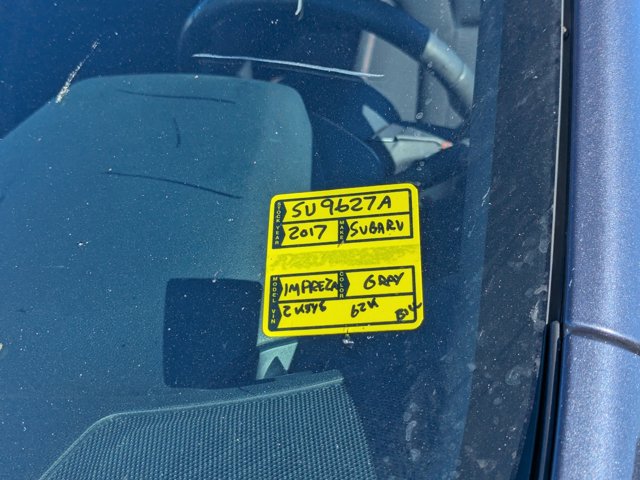 STOCK SU9627A
YEAR 2017 MAKE SUBARU
MODEL IMPREZA COLOR GRAY
VIN 62K